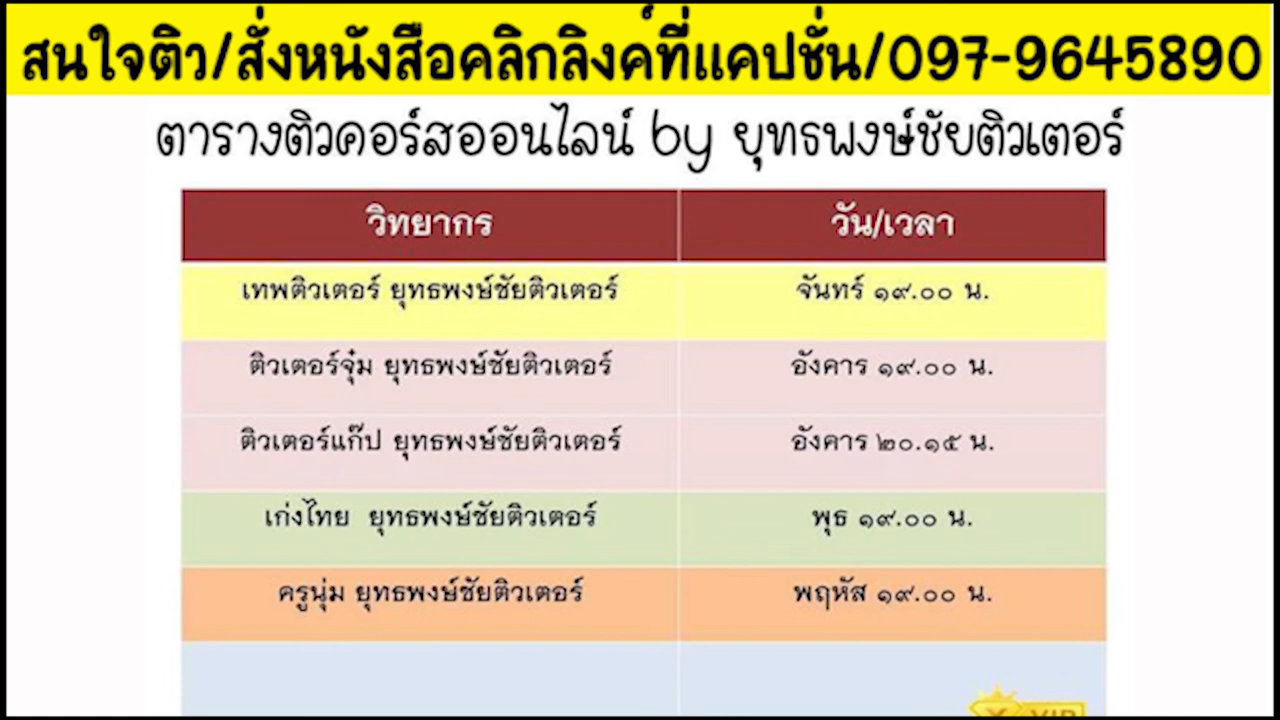 สนใจติว/สั่งหนังสือคลิกลิงค์ที่แคปชั่น/097-9645890
ตารางติวคอร์สออนไลน์ by ยุทธพงษ์ชัยติวเตอร์
วิทยากร วัน/เวลา
เทพติวเตอร์ ยุทธพงษ์ชัยติวเตอร์ จันทร์ ๑๙.๐๐ น.
ติวเตอร์จุ๋ม ยุทธพงษ์ชัยติวเตอร์ อังคาร ๑๙.๐๐ น.
ติวเตอร์แก๊ป ยุทธพงษ์ชัยติวเตอร์ อังคาร ๒๐.๑๕ น.
เก่งไทย ยุทธพงษ์ชัยติวเตอร์ พุธ ๑๙.๐๐ น.
ครูนุ่ม ยุทธพงษ์ชัยติวเตอร์ พฤหัส ๑๙.๐๐ น.
VIP